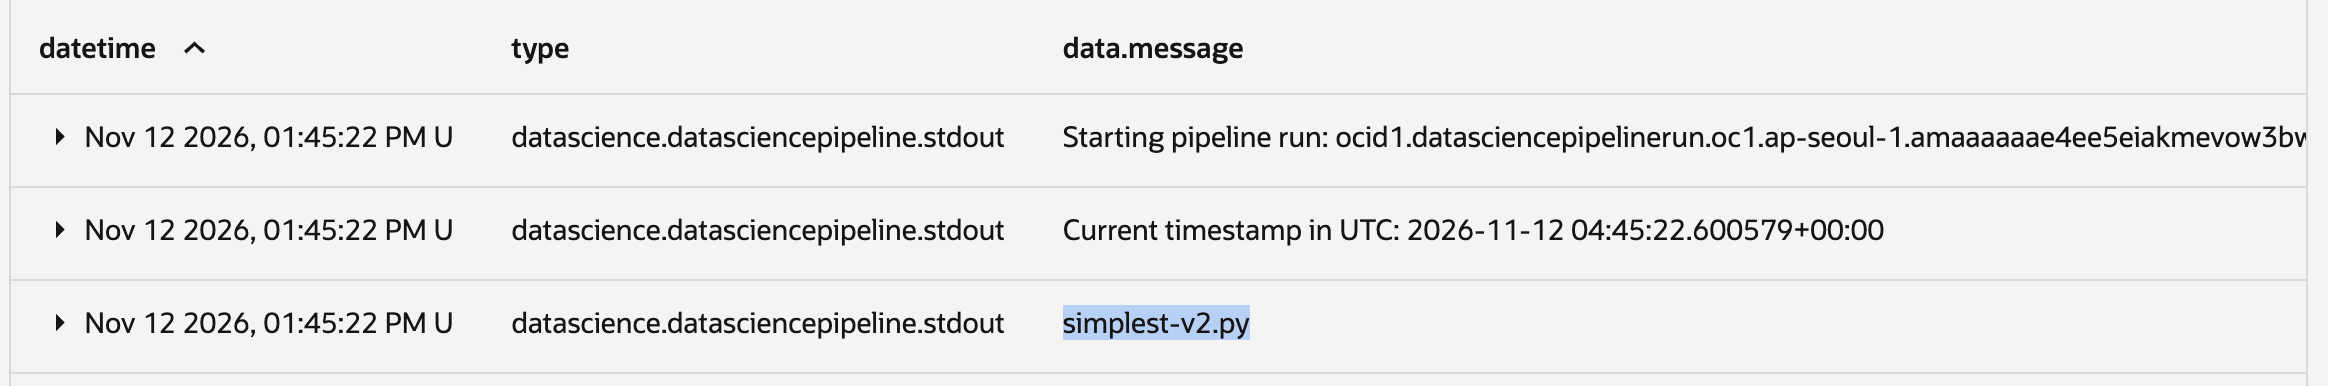 datetime type data.message
Nov 12 2026, 01:45:22 PM U datascience.datasciencepipeline.stdout Starting pipeline run: ocid1.datasciencepipelinerun.oc1.ap-seoul-1.amaaaaaae4ee5eiakmevow3bw
Nov 12 2026, 01:45:22 PM U datascience.datasciencepipeline.stdout Current timestamp in UTC: 2026-11-12 04:45:22.600579+00:00
Nov 12 2026, 01:45:22 PM U datascience.datasciencepipeline.stdout simplest-v2.py